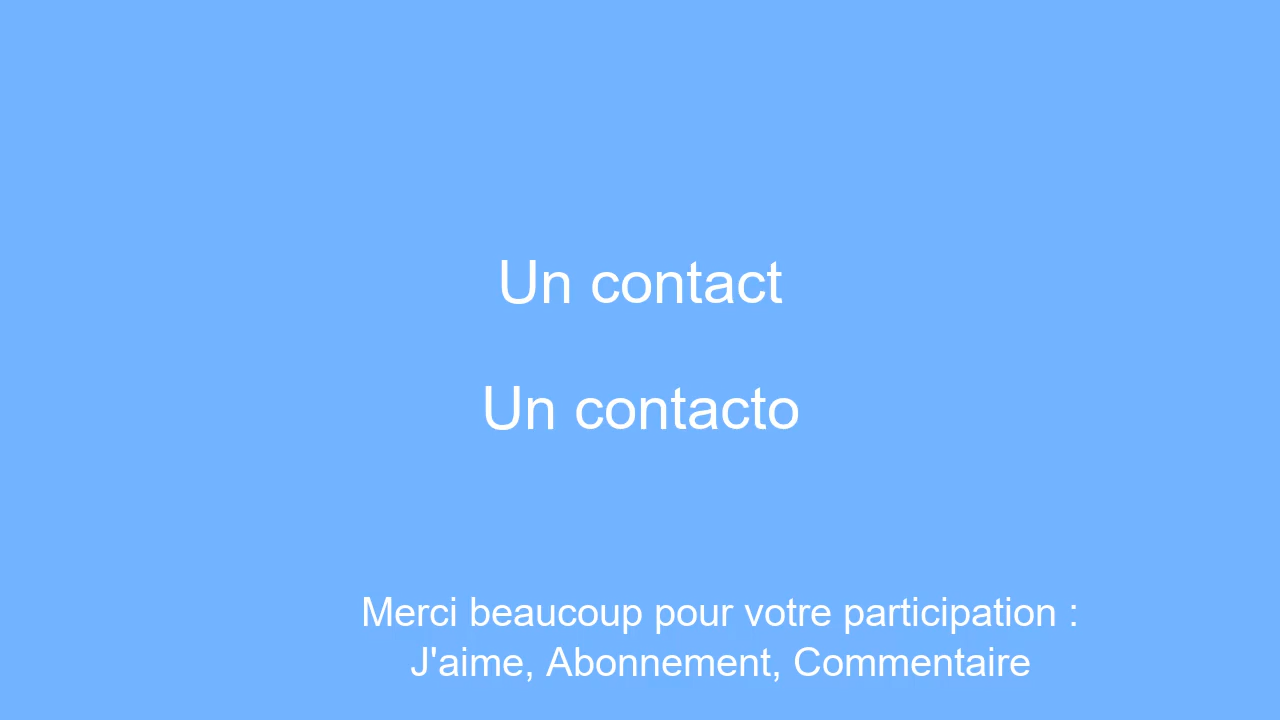 Un contact
Un contacto
Merci beaucoup pour votre participation :
J'aime, Abonnement, Commentaire